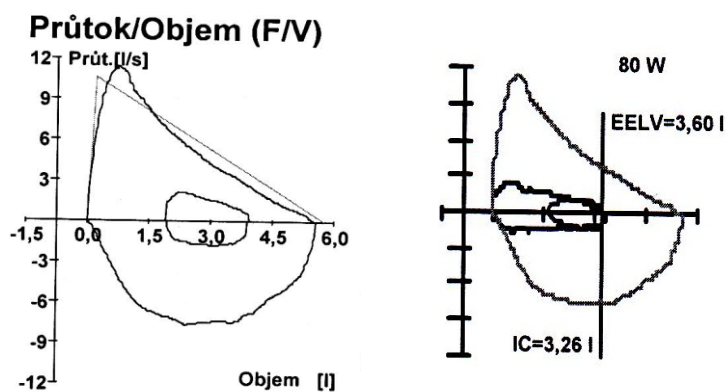 Průtok/Objem (F/V)
12 Prút.[l/s]
9
6
3
-1,5 0,0 1,5 3,0 4,5 6,0
-3
-6
-9
-12 Objem [l]
80 W
EELV=3,60 l
IC=3,26 l